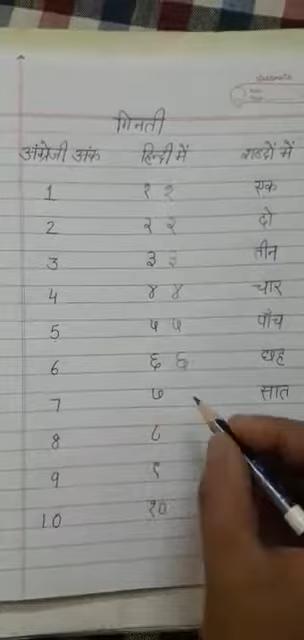 classmate
गिनती
अंग्रेजी अंक हिन्दी में शब्दों में
1 १ १ एक
2 २ २ दो
3 ३ ३ तीन
4 ४ ४ चार
5 ५ ५ पाँच
6 ६ ६ छह
7 ७ सात
8 ८
9 ९
10 १०